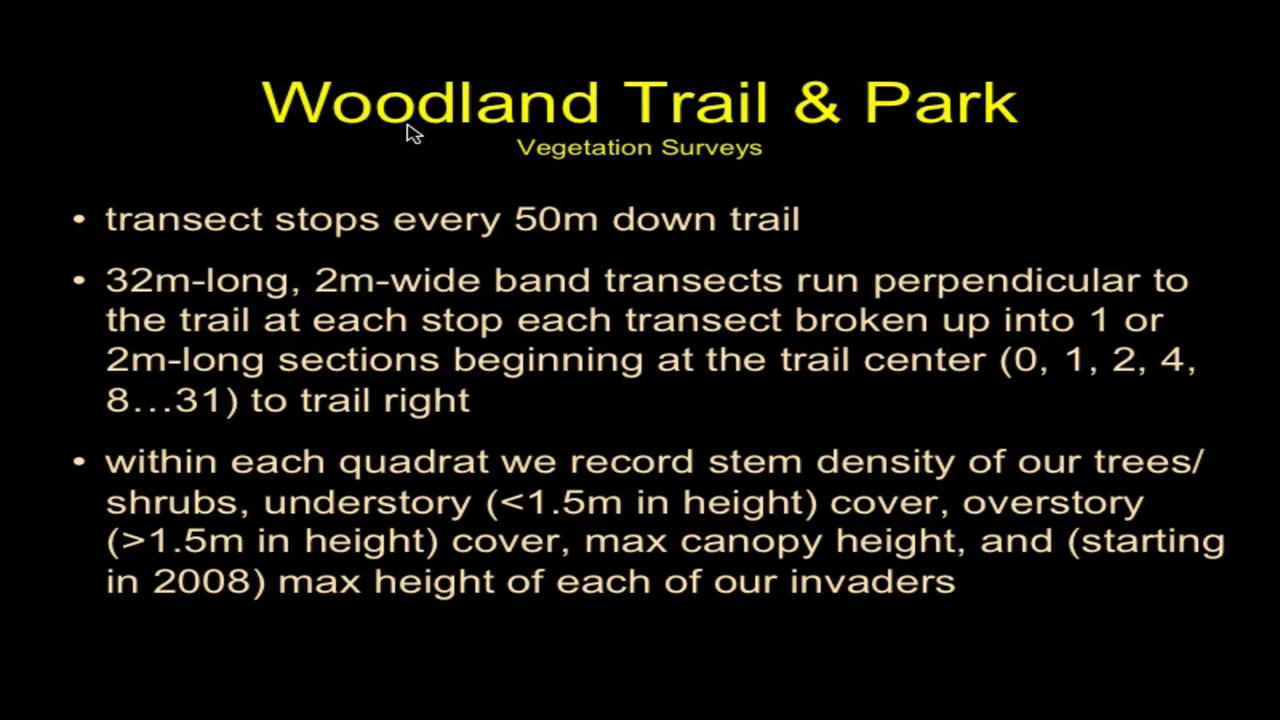 Woodland Trail & Park
Vegetation Surveys
• transect stops every 50m down trail
• 32m-long, 2m-wide band transects run perpendicular to
the trail at each stop each transect broken up into 1 or
2m-long sections beginning at the trail center (0, 1, 2, 4,
8…31) to trail right
• within each quadrat we record stem density of our trees/
shrubs, understory (<1.5m in height) cover, overstory
(>1.5m in height) cover, max canopy height, and (starting
in 2008) max height of each of our invaders